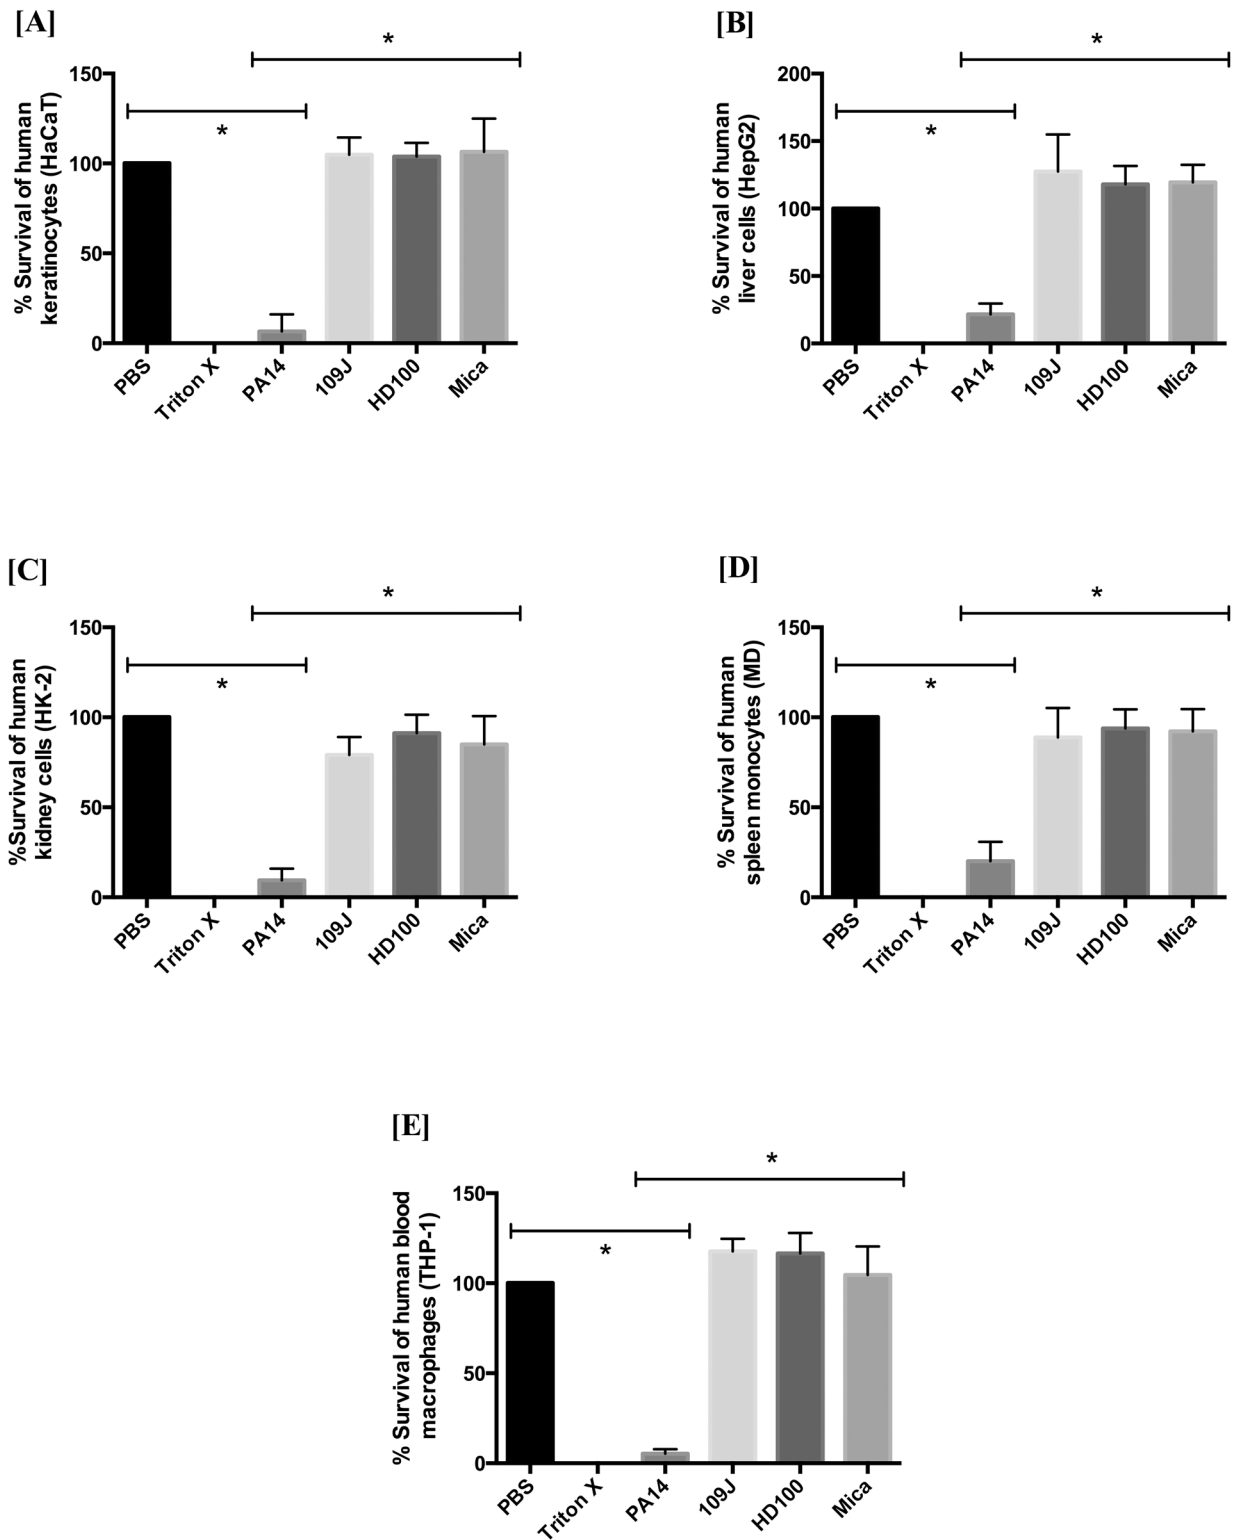 [A]
*
*
% Survival of human
keratinocytes (HaCaT)
150
100
50
0
PBS
Triton X
PA14
109J
HD100
Mica
[B]
*
*
% Survival of human
liver cells (HepG2)
200
150
100
50
0
PBS
Triton X
PA14
109J
HD100
Mica
[C]
*
*
%Survival of human
kidney cells (HK-2)
150
100
50
0
PBS
Triton X
PA14
109J
HD100
Mica
[D]
*
*
% Survival of human
spleen monocytes (MD)
150
100
50
0
PBS
Triton X
PA14
109J
HD100
Mica
[E]
*
*
% Survival of human blood
macrophages (THP-1)
150
100
50
0
PBS
Triton X
PA14
109J
HD100
Mica